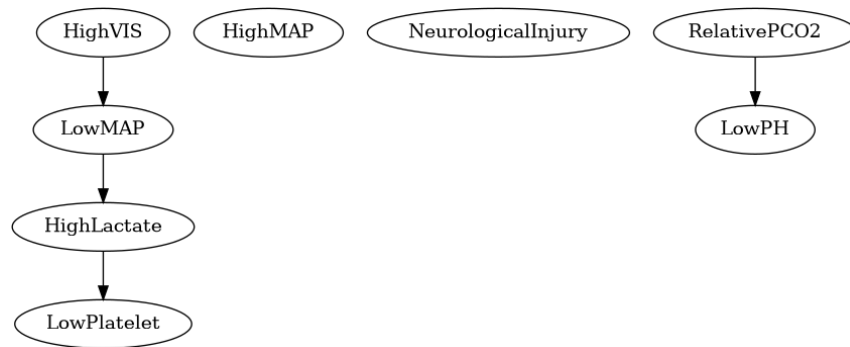 HighVIS HighMAP NeurologicalInjury RelativePCO2
LowMAP LowPH
HighLactate
LowPlatelet